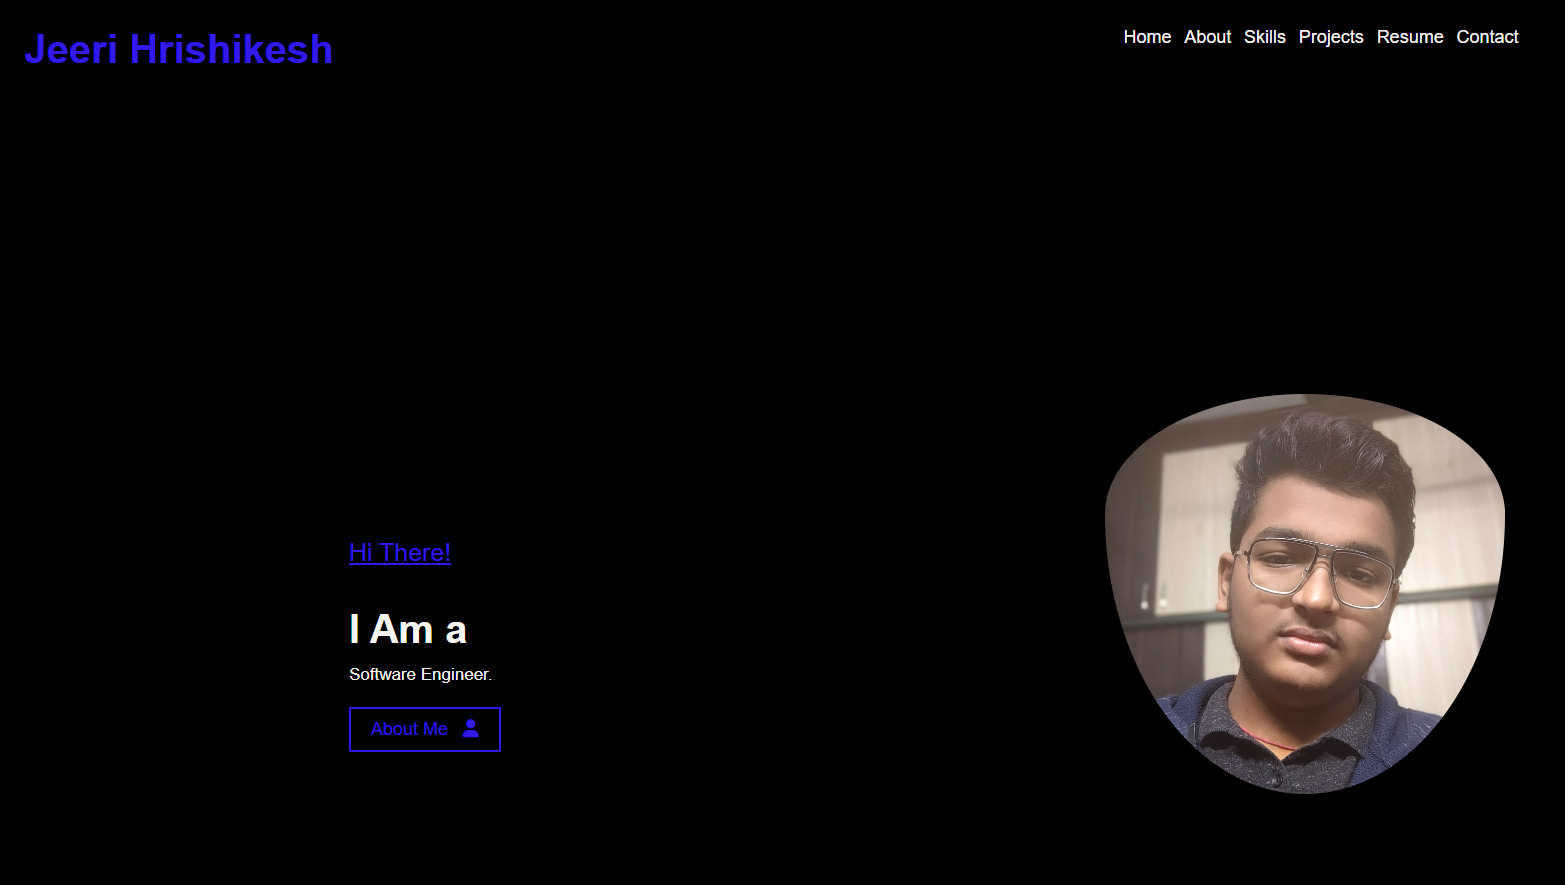 Jeeri Hrishikesh
Home About Skills Projects Resume Contact
Hi There!
I Am a
Software Engineer.
About Me